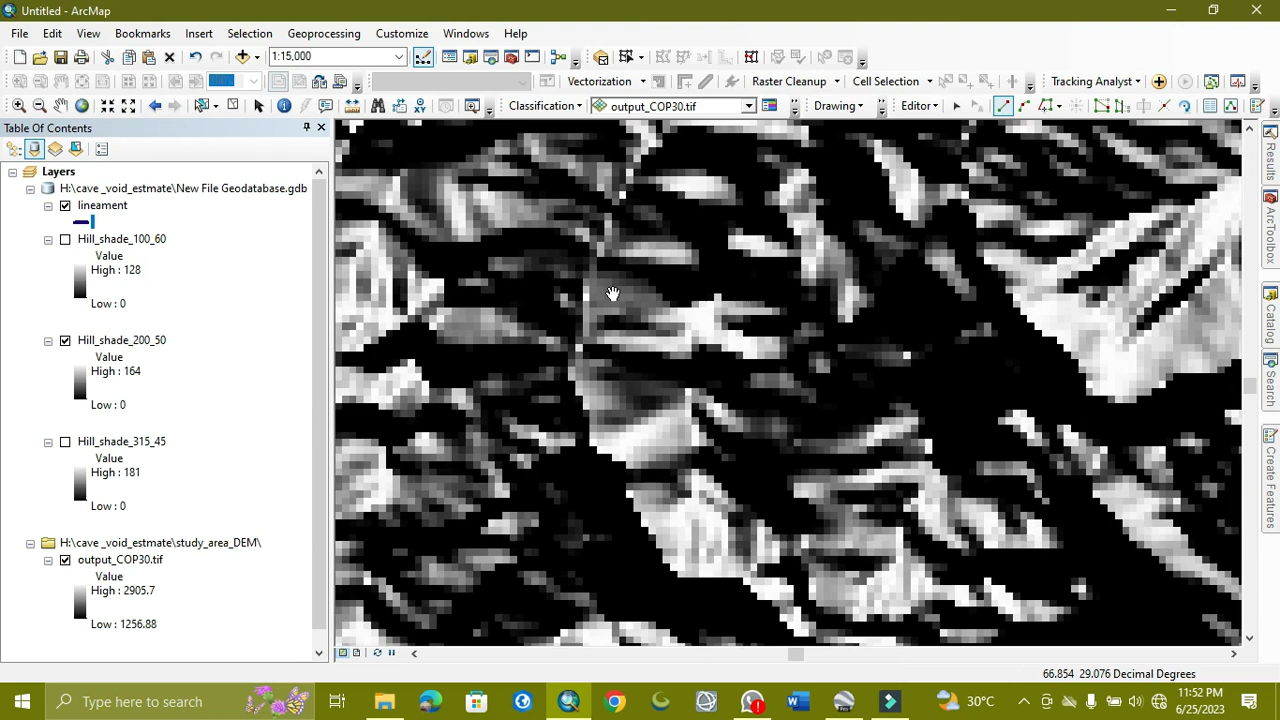 Untitled - ArcMap
File Edit View Bookmarks Insert Selection Geoprocessing Customize Windows Help
1:15,000
Vectorization Raster Cleanup Cell Selection Tracking Analyst
Classification output_COP30.tif Drawing Editor
Table Of Contents
Layers
H:\cave _void_estmate\New File Geodatabase.gdb
lineament
Hill_shade_100_60
Value
High : 128
Low : 0
Hill_shade_200_50
Value
High : 164
Low : 0
Hill_shade_315_45
Value
High : 181
Low : 0
H:\cave _void_estmate\study_area_DEM\
output_COP30.tif
Value
High : 2905.7
Low : 1256.88
Results
ArcToolbox
Catalog
Search
Create Features
66.854 29.076 Decimal Degrees
Type here to search
30°C
11:52 PM
6/25/2023